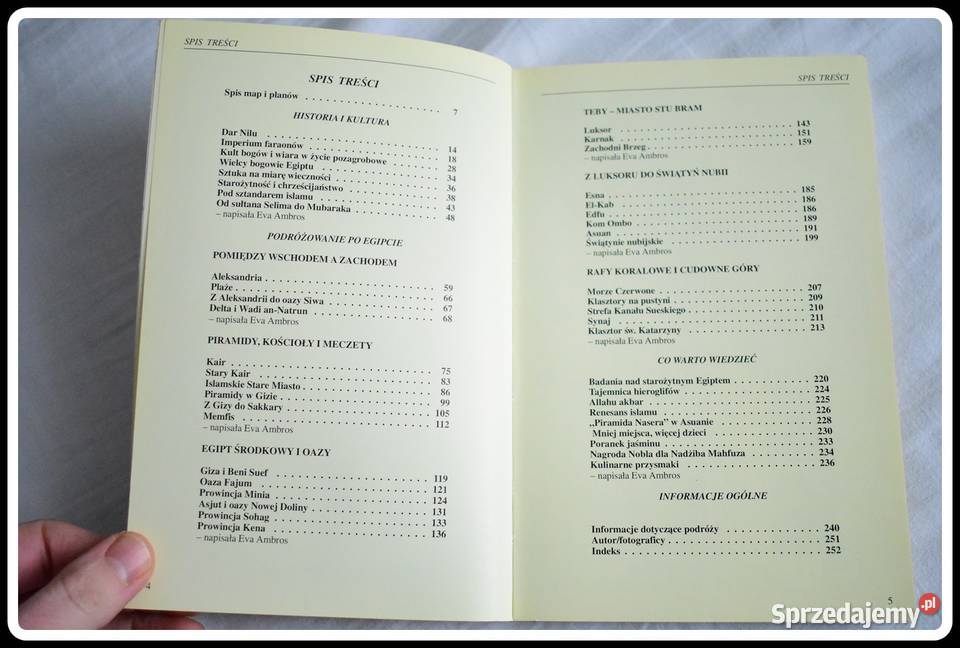 SPIS TREŚCI
SPIS TREŚCI
Spis map i planów . . . . . . . . . . . . . . . . . . . . 7
HISTORIA I KULTURA
Dar Nilu . . . . . . . . . . . . . . . . . . . . 14
Imperium faraonów . . . . . . . . . . . . . . . . . . . . 18
Kult bogów i wiara w życie pozagrobowe . . . . . . . . 28
Wielcy bogowie Egiptu . . . . . . . . . . . . . . . . 34
Sztuka na miarę wieczności . . . . . . . . . . . . . . 36
Starożytność i chrześcijaństwo . . . . . . . . . . . . 38
Pod sztandarem islamu . . . . . . . . . . . . . . . . 43
Od sułtana Selima do Mubaraka . . . . . . . . . . . . 48
– napisała Eva Ambros
PODRÓŻOWANIE PO EGIPCIE
POMIĘDZY WSCHODEM A ZACHODEM
Aleksandria . . . . . . . . . . . . . . . . . . . . 59
Plaże . . . . . . . . . . . . . . . . . . . . 66
Z Aleksandrii do oazy Siwa . . . . . . . . . . . . . . 67
Delta i Wadi an-Natrun . . . . . . . . . . . . . . . . 68
– napisała Eva Ambros
PIRAMIDY, KOŚCIOŁY I MECZETY
Kair . . . . . . . . . . . . . . . . . . . . 75
Stary Kair . . . . . . . . . . . . . . . . . . . . 83
Islamskie Stare Miasto . . . . . . . . . . . . . . . . 86
Piramidy w Gizie . . . . . . . . . . . . . . . . . . . . 99
Z Gizy do Sakkary . . . . . . . . . . . . . . . . . . . . 105
Memfis . . . . . . . . . . . . . . . . . . . . 112
– napisała Eva Ambros
EGIPT ŚRODKOWY I OAZY
Giza i Beni Suef . . . . . . . . . . . . . . . . . . . . 119
Oaza Fajum . . . . . . . . . . . . . . . . . . . . 121
Prowincja Minia . . . . . . . . . . . . . . . . . . . . 124
Asjut i oazy Nowej Doliny . . . . . . . . . . . . . . 131
Prowincja Sohag . . . . . . . . . . . . . . . . . . . . 133
Prowincja Kena . . . . . . . . . . . . . . . . . . . . 136
– napisała Eva Ambros
4
SPIS TREŚCI
TEBY – MIASTO STU BRAM
Luksor . . . . . . . . . . . . . . . . . . . . 143
Karnak . . . . . . . . . . . . . . . . . . . . 151
Zachodni Brzeg . . . . . . . . . . . . . . . . . . . . 159
– napisała Eva Ambros
Z LUKSORU DO ŚWIĄTYŃ NUBII
Esna . . . . . . . . . . . . . . . . . . . . 185
El-Kab . . . . . . . . . . . . . . . . . . . . 186
Edfu . . . . . . . . . . . . . . . . . . . . 186
Kom Ombo . . . . . . . . . . . . . . . . . . . . 189
Asuan . . . . . . . . . . . . . . . . . . . . 191
Świątynie nubijskie . . . . . . . . . . . . . . . . . . 199
– napisała Eva Ambros
RAFY KORALOWE I CUDOWNE GÓRY
Morze Czerwone . . . . . . . . . . . . . . . . . . . . 207
Klasztory na pustyni . . . . . . . . . . . . . . . . . . 209
Strefa Kanału Sueskiego . . . . . . . . . . . . . . . . 210
Synaj . . . . . . . . . . . . . . . . . . . . 211
Klasztor św. Katarzyny . . . . . . . . . . . . . . . . 213
– napisała Eva Ambros
CO WARTO WIEDZIEĆ
Badania nad starożytnym Egiptem . . . . . . . . . . . . 220
Tajemnica hieroglifów . . . . . . . . . . . . . . . . 224
Allahu akbar . . . . . . . . . . . . . . . . . . . . 225
Renesans islamu . . . . . . . . . . . . . . . . . . . . 226
„Piramida Nasera” w Asuanie . . . . . . . . . . . . . . 228
Mniej miejsca, więcej dzieci . . . . . . . . . . . . . . 230
Poranek jaśminu . . . . . . . . . . . . . . . . . . . . 233
Nagroda Nobla dla Nadżiba Mahfuza . . . . . . . . . . 234
Kulinarne przysmaki . . . . . . . . . . . . . . . . . . 236
– napisała Eva Ambros
INFORMACJE OGÓLNE
Informacje dotyczące podróży . . . . . . . . . . . . . . 240
Autor/fotograficy . . . . . . . . . . . . . . . . . . . . 251
Indeks . . . . . . . . . . . . . . . . . . . . 252
5
Sprzedajemy.pl